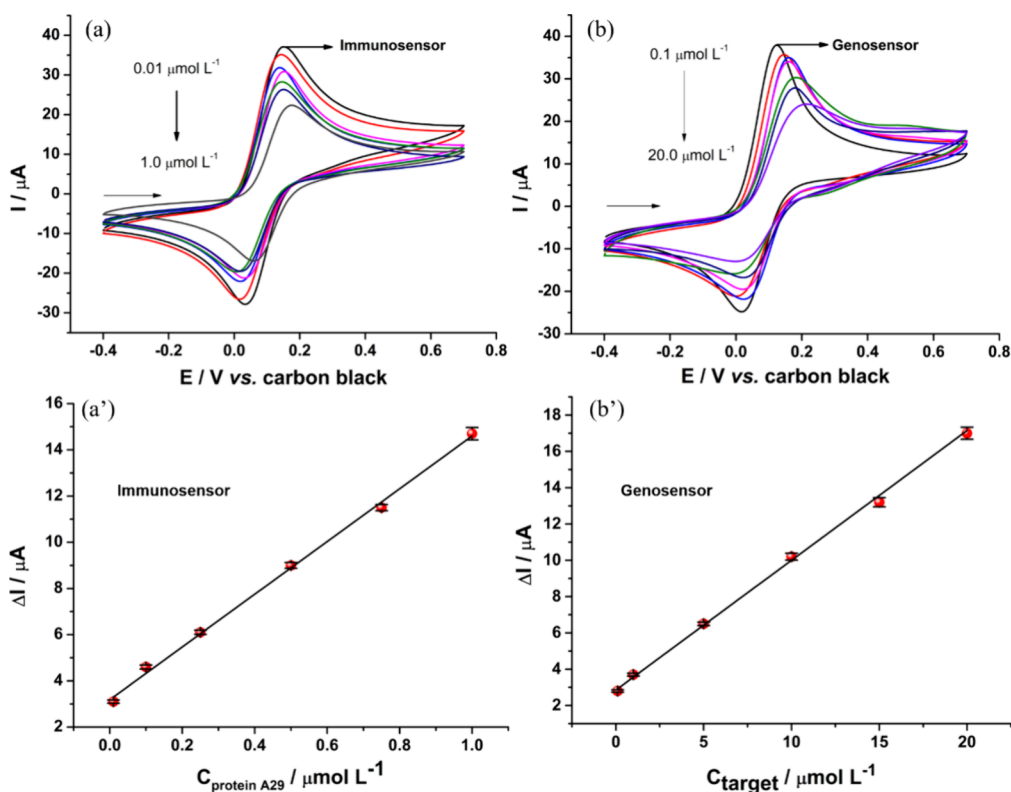 (a)
Immunosensor
0.01 μmol L⁻¹
1.0 μmol L⁻¹
I / μA
40
30
20
10
0
-10
-20
-30
-0.4 -0.2 0.0 0.2 0.4 0.6 0.8
E / V vs. carbon black
(b)
Genosensor
0.1 μmol L⁻¹
20.0 μmol L⁻¹
I / μA
40
30
20
10
0
-10
-20
-30
-0.4 -0.2 0.0 0.2 0.4 0.6 0.8
E / V vs. carbon black
(a’)
Immunosensor
ΔI / μA
16
14
12
10
8
6
4
2
0.0 0.2 0.4 0.6 0.8 1.0
C protein A29 / μmol L⁻¹
(b’)
Genosensor
ΔI / μA
18
16
14
12
10
8
6
4
2
0 5 10 15 20
C target / μmol L⁻¹